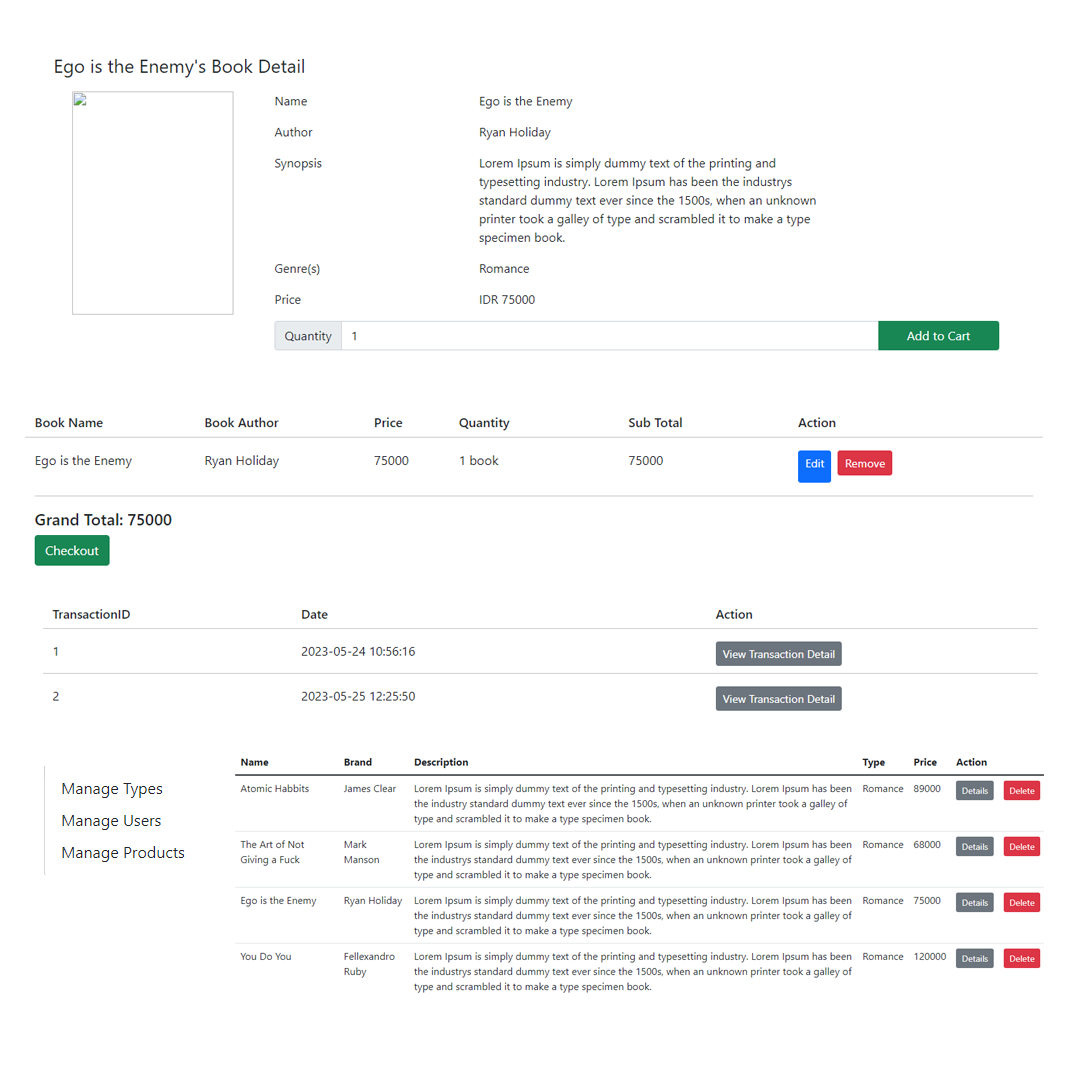 Ego is the Enemy's Book Detail
Name Ego is the Enemy
Author Ryan Holiday
Synopsis Lorem Ipsum is simply dummy text of the printing and
typesetting industry. Lorem Ipsum has been the industrys
standard dummy text ever since the 1500s, when an unknown
printer took a galley of type and scrambled it to make a type
specimen book.
Genre(s) Romance
Price IDR 75000
Quantity 1 Add to Cart
Book Name Book Author Price Quantity Sub Total Action
Ego is the Enemy Ryan Holiday 75000 1 book 75000 Edit Remove
Grand Total: 75000
Checkout
TransactionID Date Action
1 2023-05-24 10:56:16 View Transaction Detail
2 2023-05-25 12:25:50 View Transaction Detail
Manage Types
Manage Users
Manage Products
Name Brand Description Type Price Action
Atomic Habbits James Clear Lorem Ipsum is simply dummy text of the printing and typesetting industry. Lorem Ipsum has been Romance 89000 Details Delete
the industry standard dummy text ever since the 1500s, when an unknown printer took a galley of
type and scrambled it to make a type specimen book.
The Art of Not Mark Lorem Ipsum is simply dummy text of the printing and typesetting industry. Lorem Ipsum has been Romance 68000 Details Delete
Giving a Fuck Manson the industrys standard dummy text ever since the 1500s, when an unknown printer took a galley of
type and scrambled it to make a type specimen book.
Ego is the Enemy Ryan Holiday Lorem Ipsum is simply dummy text of the printing and typesetting industry. Lorem Ipsum has been Romance 75000 Details Delete
the industrys standard dummy text ever since the 1500s, when an unknown printer took a galley of
type and scrambled it to make a type specimen book.
You Do You Fellexandro Lorem Ipsum is simply dummy text of the printing and typesetting industry. Lorem Ipsum has been Romance 120000 Details Delete
Ruby the industrys standard dummy text ever since the 1500s, when an unknown printer took a galley of
type and scrambled it to make a type specimen book.